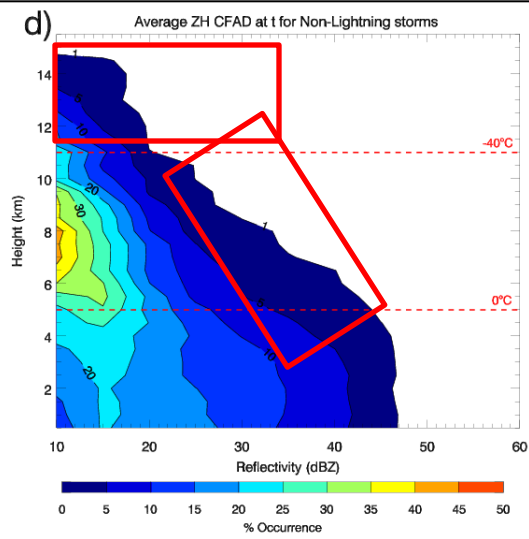 d)
Average ZH CFAD at t for Non-Lightning storms
14
12
10
8
6
4
2
Height (km)
1
5
10
20
30
1
5
10
20
-40°C
0°C
10 20 30 40 50 60
Reflectivity (dBZ)
0 5 10 15 20 25 30 35 40 45 50
% Occurrence